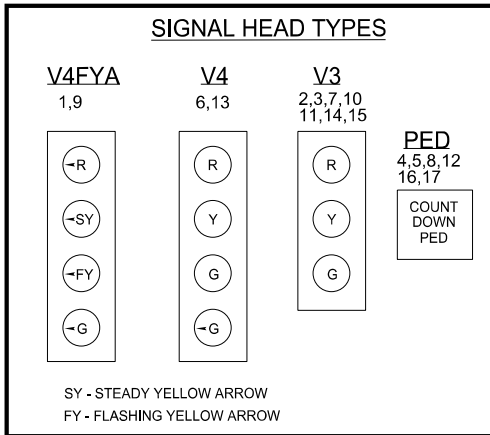 SIGNAL HEAD TYPES
V4FYA
1,9
◄R
◄SY
◄FY
◄G
V4
6,13
R
Y
G
◄G
V3
2,3,7,10
11,14,15
R
Y
G
PED
4,5,8,12
16,17
COUNT
DOWN
PED
SY - STEADY YELLOW ARROW
FY - FLASHING YELLOW ARROW